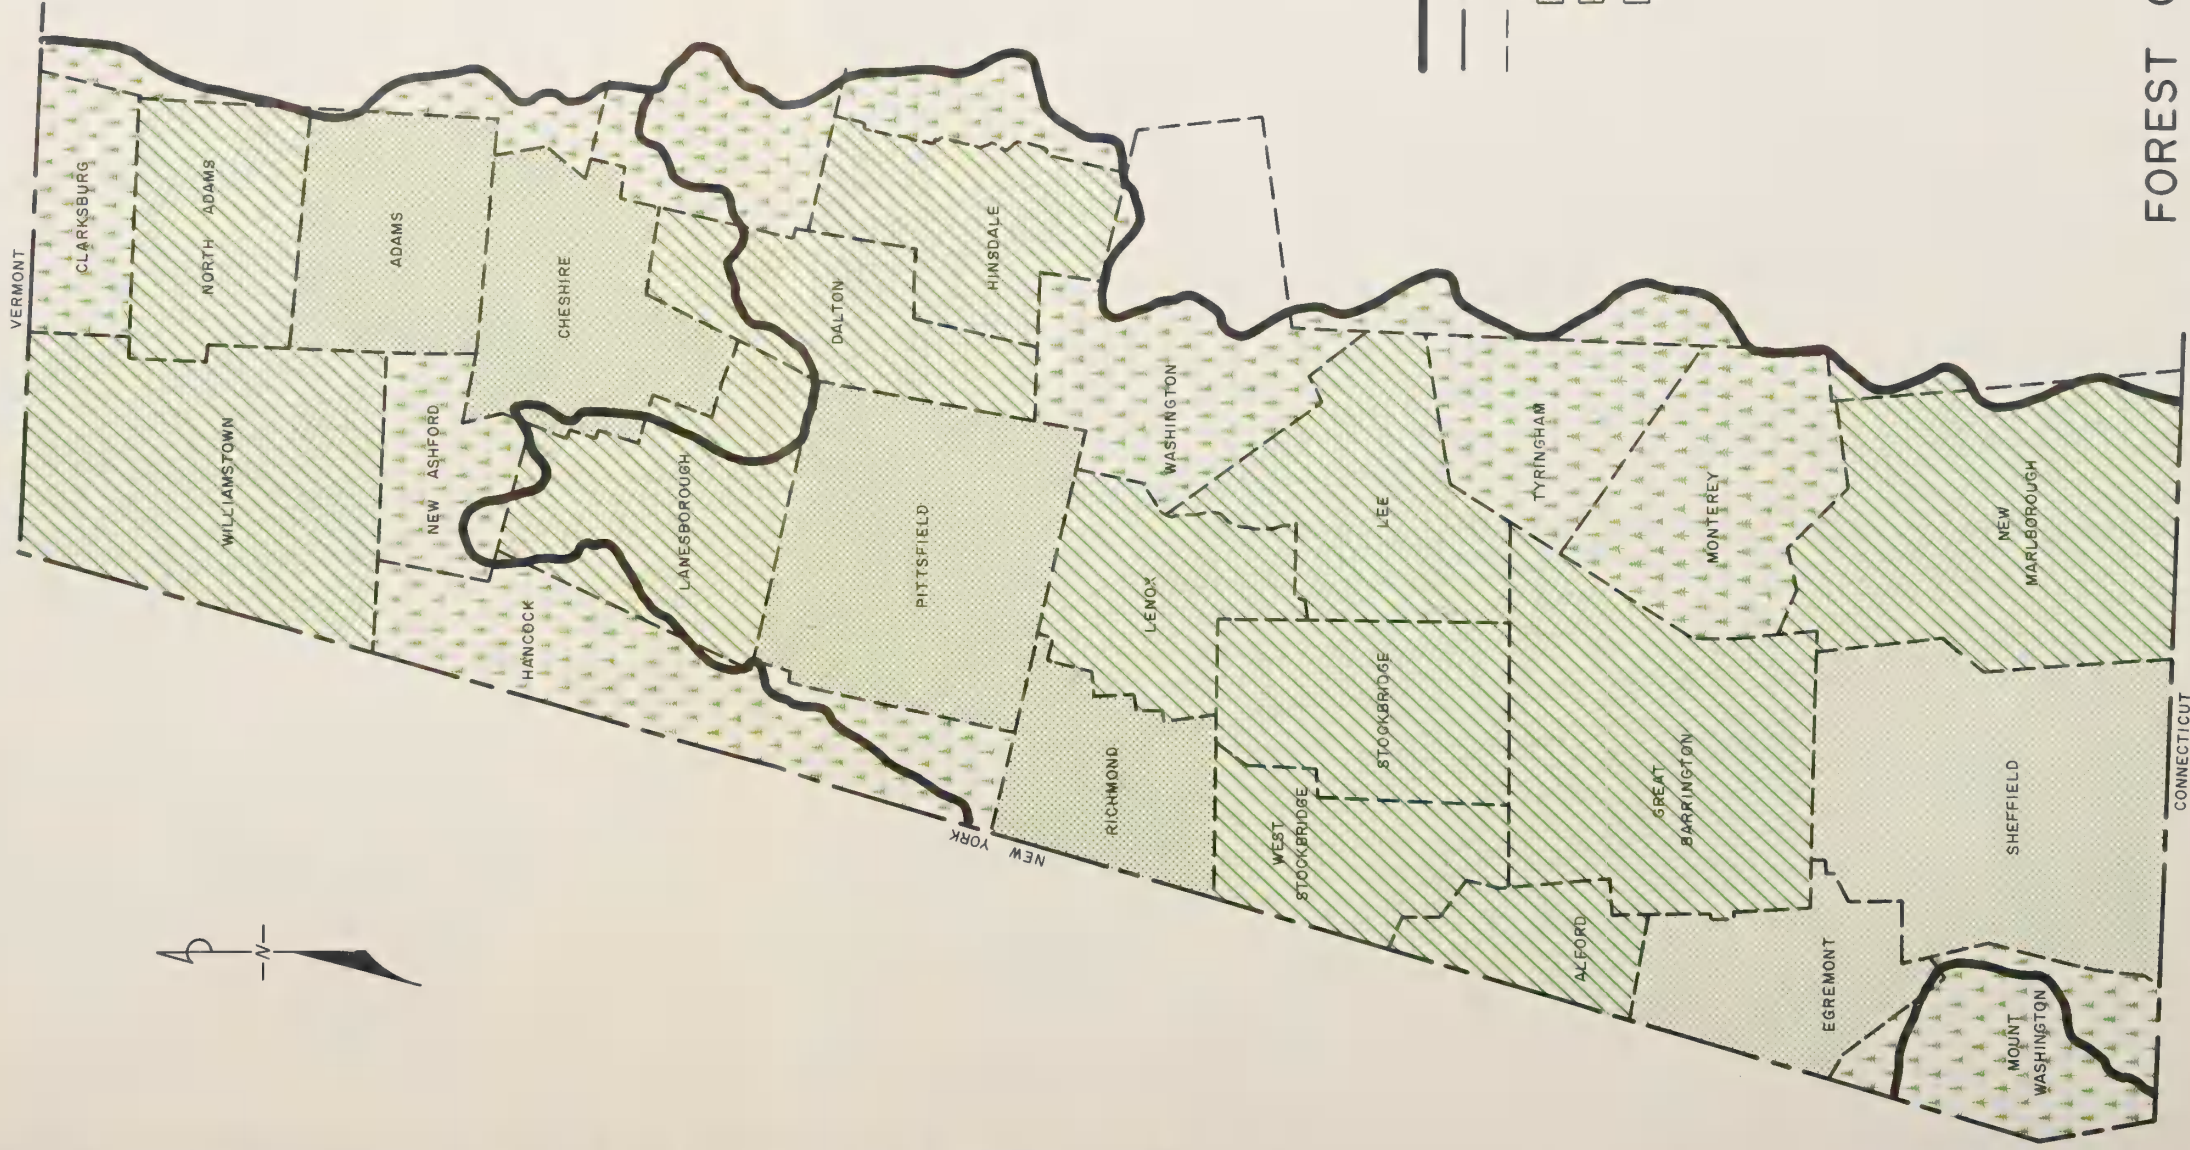 VERMONT
CLARKSBURG
NORTH ADAMS
WILLIAMSTOWN
ADAMS
NEW ASHFORD
CHESHIRE
HANCOCK
LANESBOROUGH
DALTON
HINSDALE
PITTSFIELD
NEW YORK
WASHINGTON
LENOX
RICHMOND
LEE
STOCKBRIDGE
WEST
STOCKBRIDGE
TYRINGHAM
MONTEREY
GREAT
BARRINGTON
ALFORD
NEW
MARLBOROUGH
EGREMONT
SHEFFIELD
MOUNT
WASHINGTON
CONNECTICUT
N
FOREST